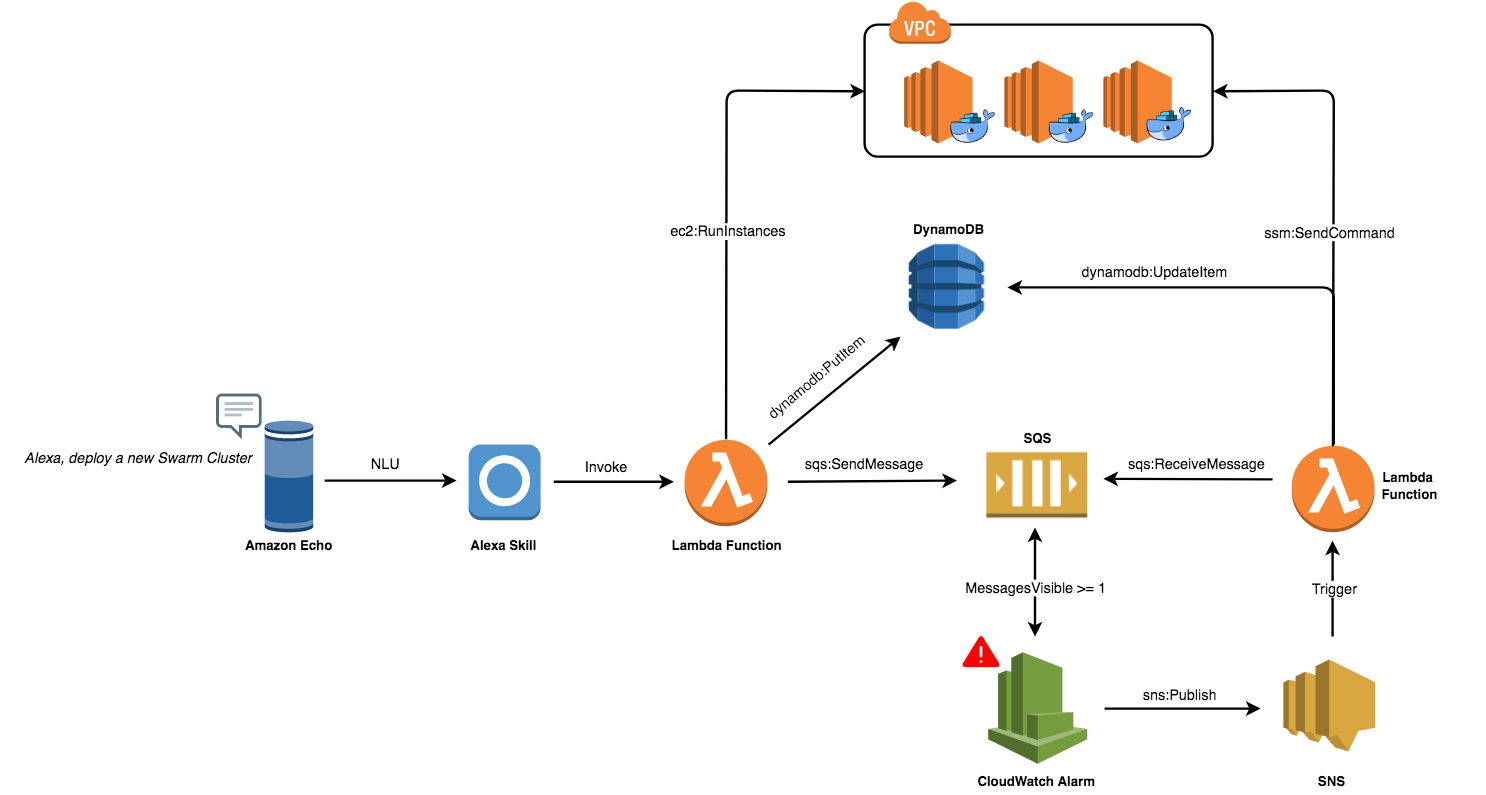 VPC
ec2:RunInstances
DynamoDB
ssm:SendCommand
dynamodb:UpdateItem
dynamodb:PutItem
Alexa, deploy a new Swarm Cluster
NLU
Invoke
sqs:SendMessage
SQS
sqs:ReceiveMessage
Lambda
Function
Amazon Echo
Alexa Skill
Lambda Function
MessagesVisible >= 1
Trigger
sns:Publish
CloudWatch Alarm
SNS